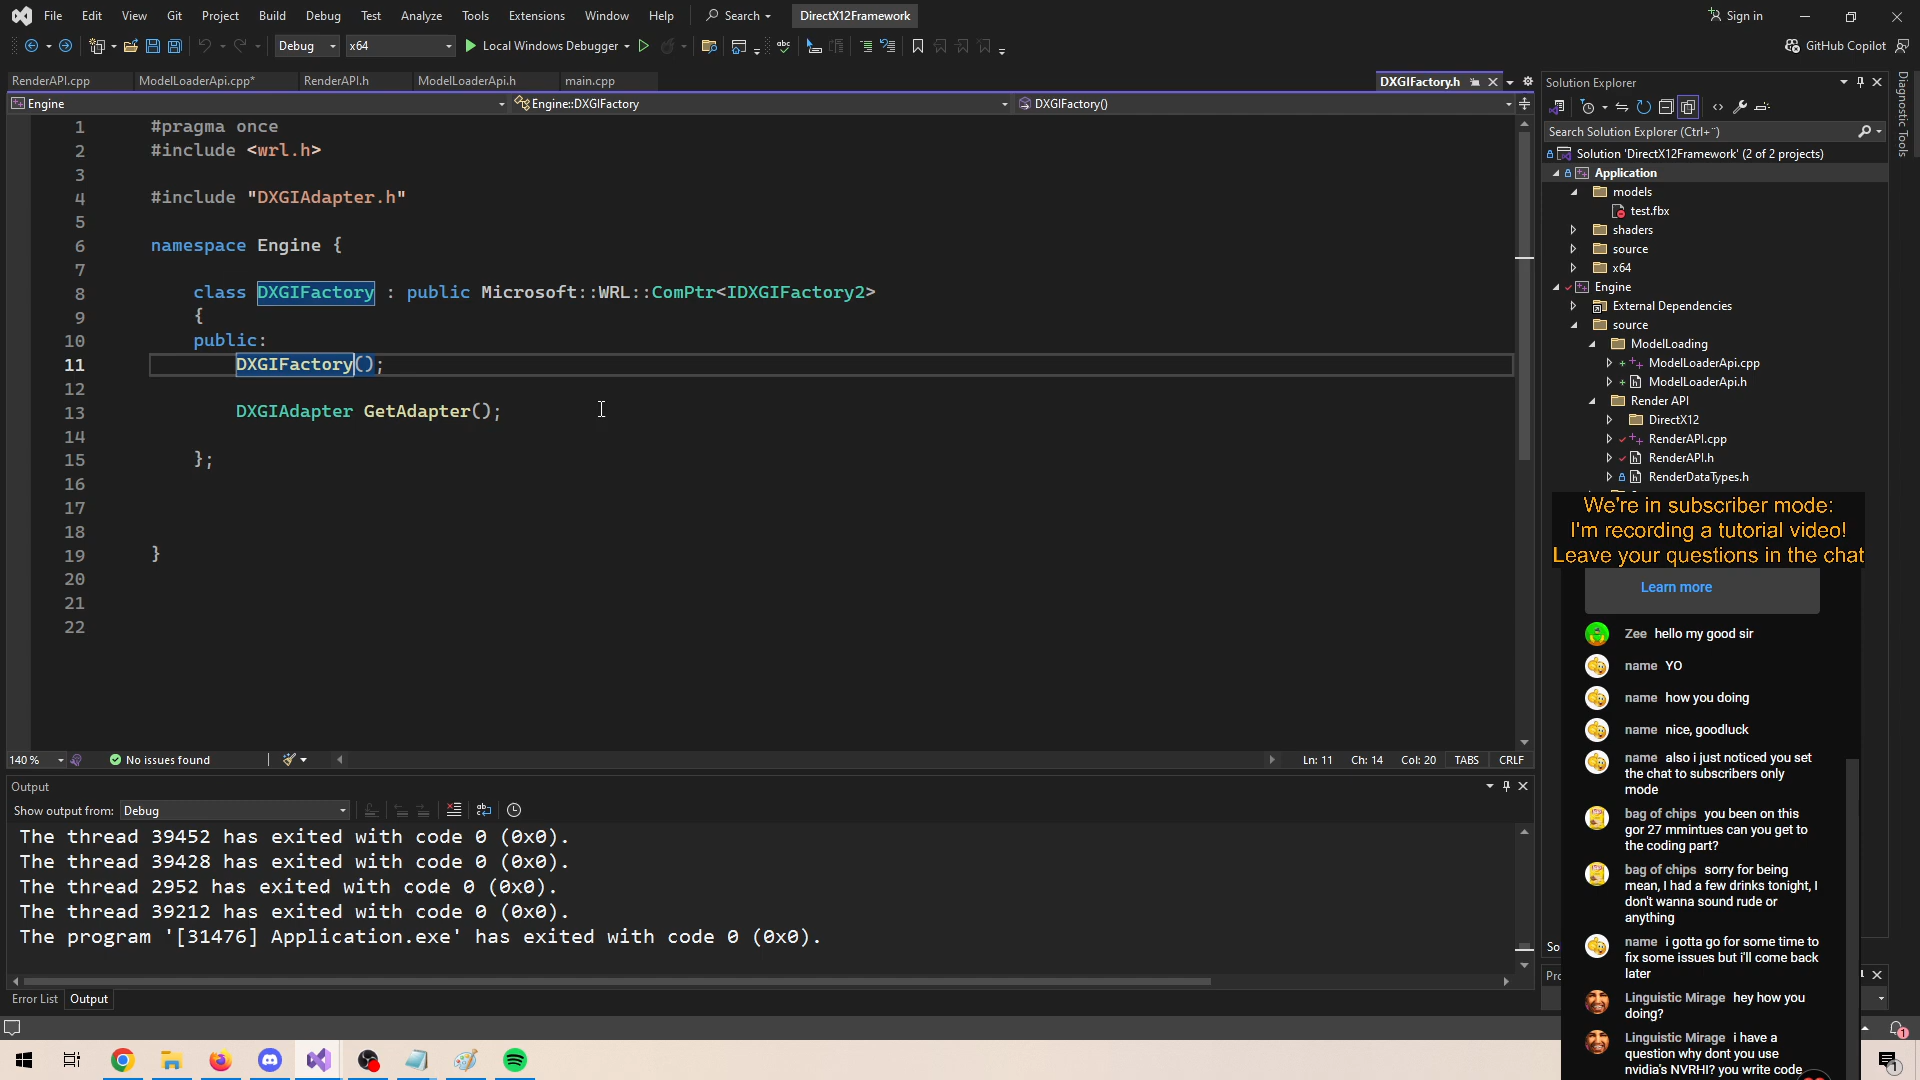 File Edit View Git Project Build Debug Test Analyze Tools Extensions Window Help Search DirectX12Framework Sign in
Debug x64 Local Windows Debugger GitHub Copilot
RenderAPI.cpp ModelLoaderApi.cpp* RenderAPI.h ModelLoaderApi.h main.cpp DXGIFactory.h
Engine Engine::DXGIFactory DXGIFactory()
1 #pragma once
2 #include <wrl.h>
3
4 #include "DXGIAdapter.h"
5
6 namespace Engine {
7
8 class DXGIFactory : public Microsoft::WRL::ComPtr<IDXGIFactory2>
9 {
10 public:
11 DXGIFactory();
12
13 DXGIAdapter GetAdapter();
14
15 };
16
17
18
19 }
20
21
22
140 % No issues found Ln: 11 Ch: 14 Col: 20 TABS CRLF
Output
Show output from: Debug
The thread 39452 has exited with code 0 (0x0).
The thread 39428 has exited with code 0 (0x0).
The thread 2952 has exited with code 0 (0x0).
The thread 39212 has exited with code 0 (0x0).
The program '[31476] Application.exe' has exited with code 0 (0x0).
Error List Output
Solution Explorer
Search Solution Explorer (Ctrl+¨)
Solution 'DirectX12Framework' (2 of 2 projects)
Application
models
test.fbx
shaders
source
x64
Engine
External Dependencies
source
ModelLoading
ModelLoaderApi.cpp
ModelLoaderApi.h
Render API
DirectX12
RenderAPI.cpp
RenderAPI.h
RenderDataTypes.h
Diagnostic Tools
We're in subscriber mode:
I'm recording a tutorial video!
Leave your questions in the chat
Learn more
Zee hello my good sir
name YO
name how you doing
name nice, goodluck
name also i just noticed you set
the chat to subscribers only
mode
bag of chips you been on this
gor 27 mmintues can you get to
the coding part?
bag of chips sorry for being
mean, I had a few drinks tonight, I
don't wanna sound rude or
anything
name i gotta go for some time to
fix some issues but i'll come back
later
Linguistic Mirage hey how you
doing?
Linguistic Mirage i have a
question why dont you use
nvidia's NVRHI? you write code
So
Pro